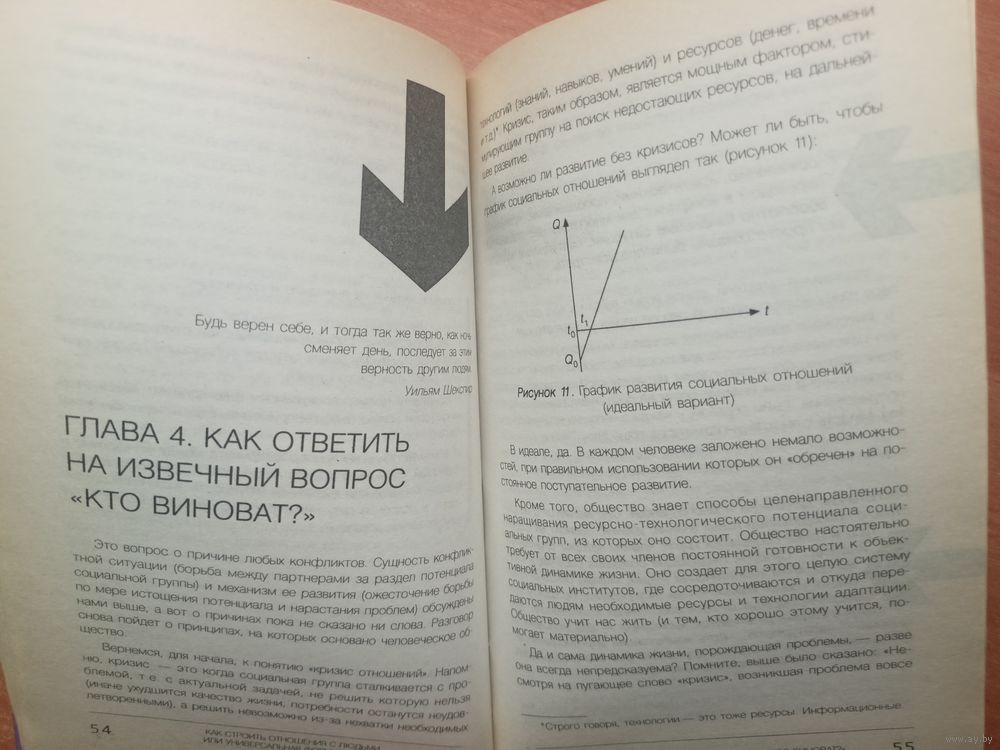 Будь верен себе, и тогда так же верно, как ночь
сменяет день, последует за этим
верность другим людям.
Уильям Шекспир
ГЛАВА 4. КАК ОТВЕТИТЬ
НА ИЗВЕЧНЫЙ ВОПРОС
«КТО ВИНОВАТ?»
Это вопрос о причине любых конфликтов. Сущность конфлик-
тной ситуации (борьба между партнерами за раздел потенциала
социальной группы) и механизм ее развития (ожесточение борьбы
по мере истощения потенциала и нарастания проблем) обсуждены
нами выше, а вот о причинах пока не сказано ни слова. Разговор
снова пойдет о принципах, на которых основано человеческое об-
щество.
Вернемся, для начала, к понятию «кризис отношений». Напом-
ню, кризис — это когда социальная группа сталкивается с про-
блемой, т.е. с актуальной задачей, не решить которую нельзя
(иначе ухудшится качество жизни, потребности останутся неудов-
летворенными), а решить невозможно из-за нехватки необходимых
54
КАК СТРОИТЬ ОТНОШЕНИЯ С ЛЮДЬМИ
ИЛИ УНИВЕРСАЛЬНАЯ
технологий (знаний, навыков, умений) и ресурсов (денег, времени
и т.д.)* Кризис, таким образом, является мощным фактором, сти-
мулирующим группу на поиск недостающих ресурсов, на дальней-
шее развитие.
А возможно ли развитие без кризисов? Может ли быть, чтобы
график социальных отношений выглядел так (рисунок 11):
Q
t₁
t₀
t
Q₀
Рисунок 11. График развития социальных отношений
(идеальный вариант)
В идеале, да. В каждом человеке заложено немало возможно-
стей, при правильном использовании которых он «обречен» на по-
стоянное поступательное развитие.
Кроме того, общество знает способы целенаправленного
наращивания ресурсно-технологического потенциала соци-
альных групп, из которых оно состоит. Общество настоятельно
требует от всех своих членов постоянной готовности к объек-
тивной динамике жизни. Оно создает для этого целую систему
социальных институтов, где сосредоточиваются и откуда пере-
даются людям необходимые ресурсы и технологии адаптации.
Общество учит нас жить (и тем, кто хорошо этому учится, по-
могает материально)
Да и сама динамика жизни, порождающая проблемы, — разве
она всегда непредсказуема? Помните, выше было сказано: «Не-
смотря на пугающее слово «кризис», возникшая проблема вовсе
*Строго говоря, технологии — это тоже ресурсы. Информационные
55
www.ay.by